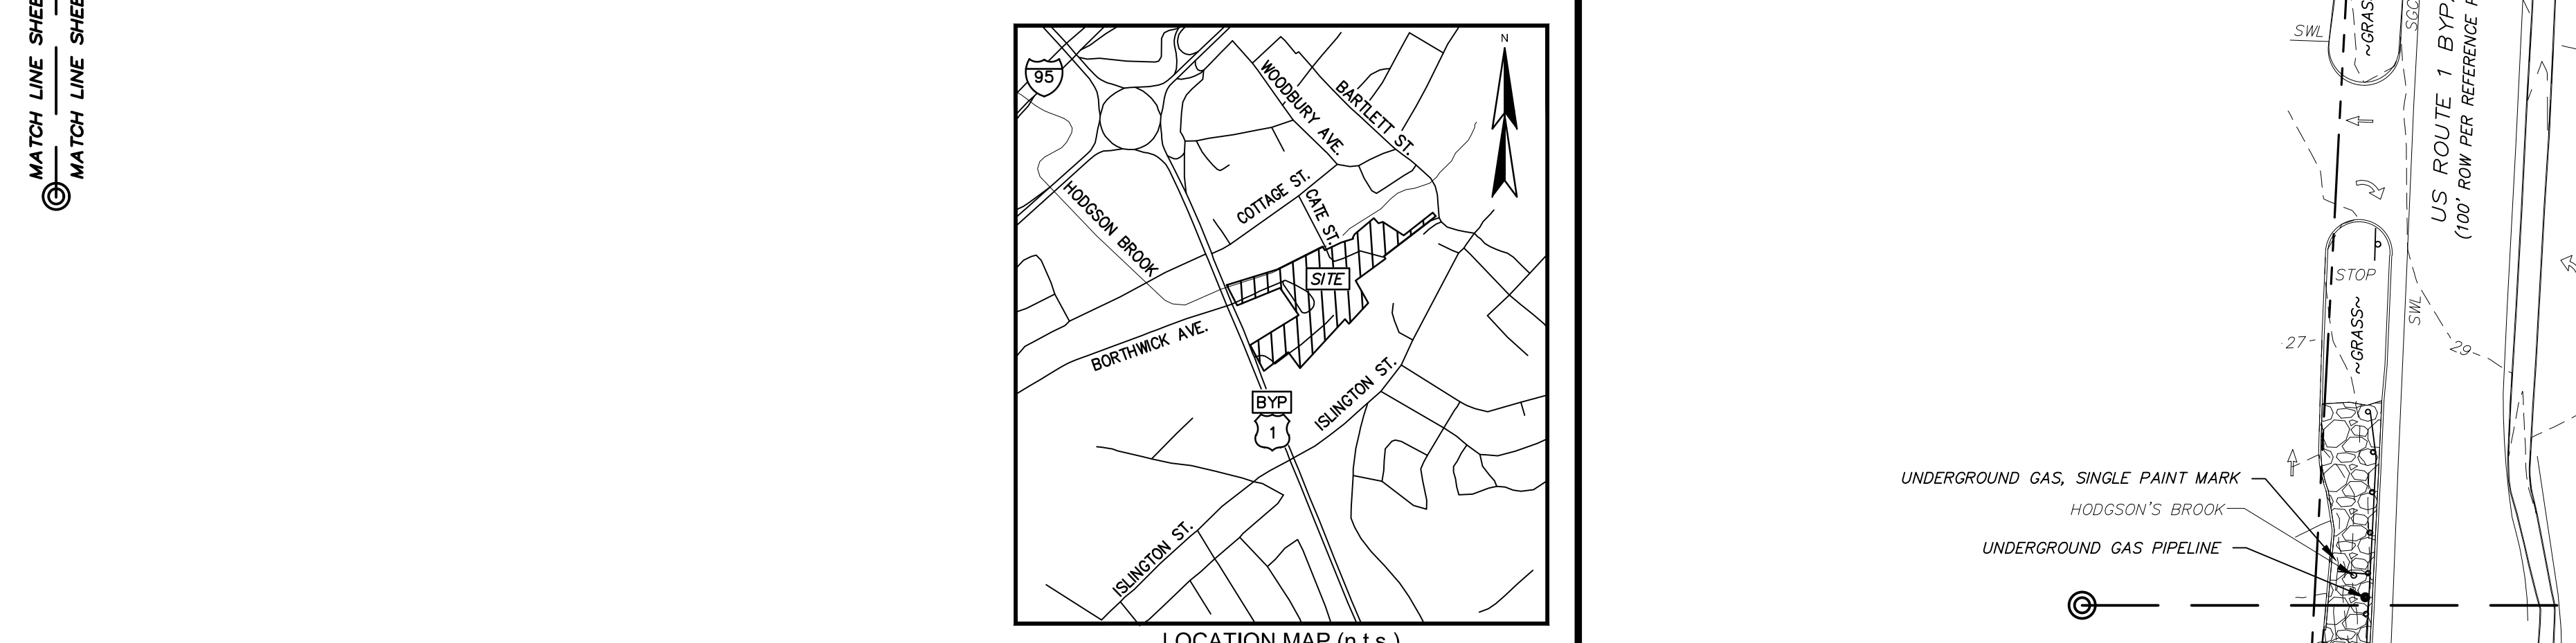 MATCH LINE SHEE
MATCH LINE SHEE
95
N
WOODBURY AVE.
BARTLETT ST.
HODGSON BROOK
COTTAGE ST.
CATE ST.
SITE
BORTHWICK AVE.
BYP
1
ISLINGTON ST.
ISLINGTON ST.
LOCATION MAP (n.t.s.)
SWL
~GRAS
SGC
US ROUTE 1 BYP
(100' ROW PER REFERENCE
STOP
~GRASS~
SWL
27
29
UNDERGROUND GAS, SINGLE PAINT MARK
HODGSON'S BROOK
UNDERGROUND GAS PIPELINE